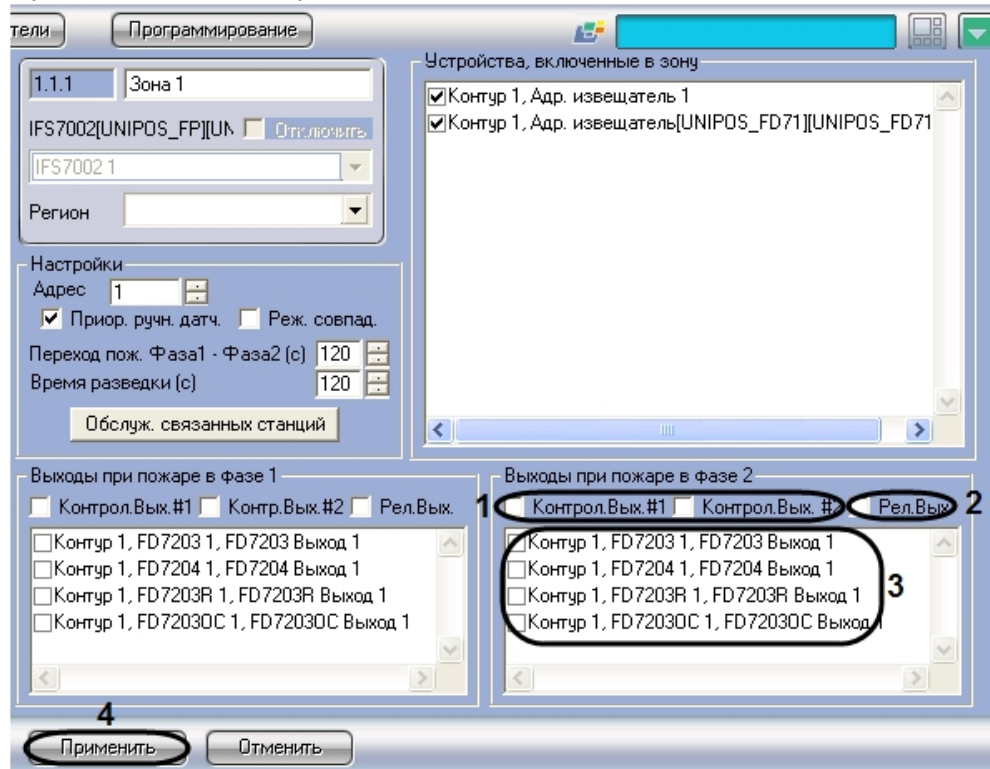 тели Программирование
1.1.1 Зона 1
IFS7002[UNIPOS_FP][UN Отключить
IFS7002 1
Регион
Устройства, включенные в зону
Контур 1, Адр. извещатель 1
Контур 1, Адр. извещатель[UNIPOS_FD71][UNIPOS_FD71
Настройки
Адрес 1
Приор. ручн. датч. Реж. совпад.
Переход пож. Фаза1 - Фаза2 (с) 120
Время разведки (с) 120
Обслуж. связанных станций
Выходы при пожаре в фазе 1
Контрол.Вых.#1 Контр.Вых.#2 Рел.Вых.
Контур 1, FD7203 1, FD7203 Выход 1
Контур 1, FD7204 1, FD7204 Выход 1
Контур 1, FD7203R 1, FD7203R Выход 1
Контур 1, FD7203OC 1, FD7203OC Выход 1
Выходы при пожаре в фазе 2
1 Контрол.Вых.#1 Контрол.Вых. #2 Рел.Вых 2
Контур 1, FD7203 1, FD7203 Выход 1
Контур 1, FD7204 1, FD7204 Выход 1
Контур 1, FD7203R 1, FD7203R Выход 1
Контур 1, FD7203OC 1, FD7203OC Выход 1
3
4
Применить Отменить